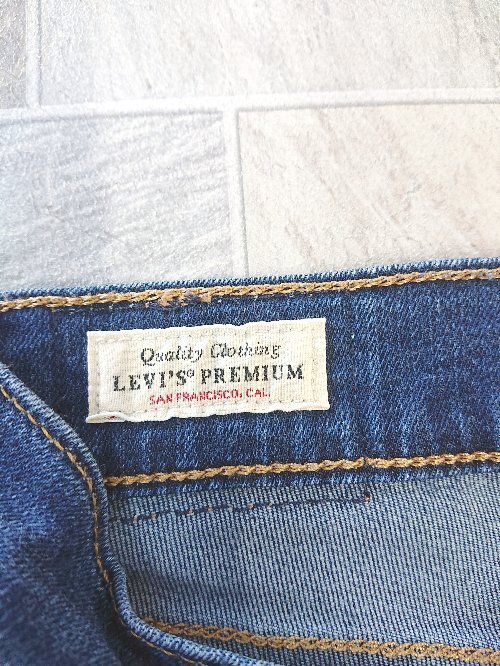 Quality Clothing
LEVI'S® PREMIUM
SAN FRANCISCO, CAL.